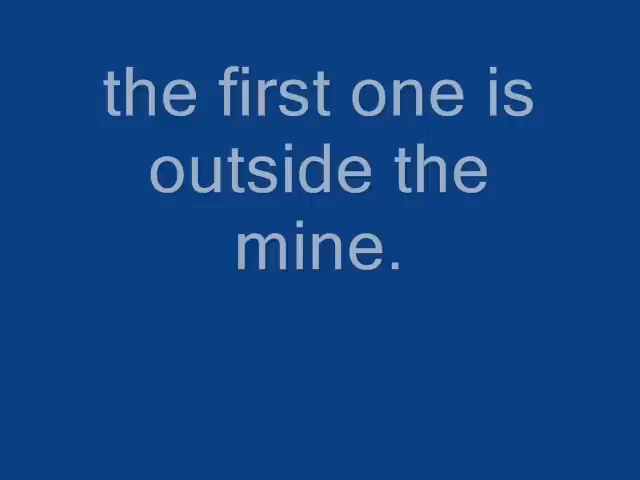 the first one is
outside the
mine.